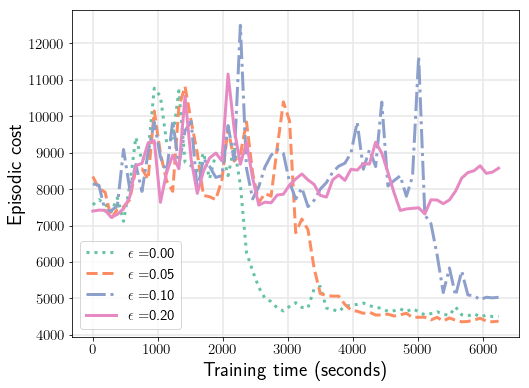 12000
11000
10000
9000
8000
7000
6000
5000
4000
Episodic cost
ϵ =0.00
ϵ =0.05
ϵ =0.10
ϵ =0.20
0 1000 2000 3000 4000 5000 6000
Training time (seconds)